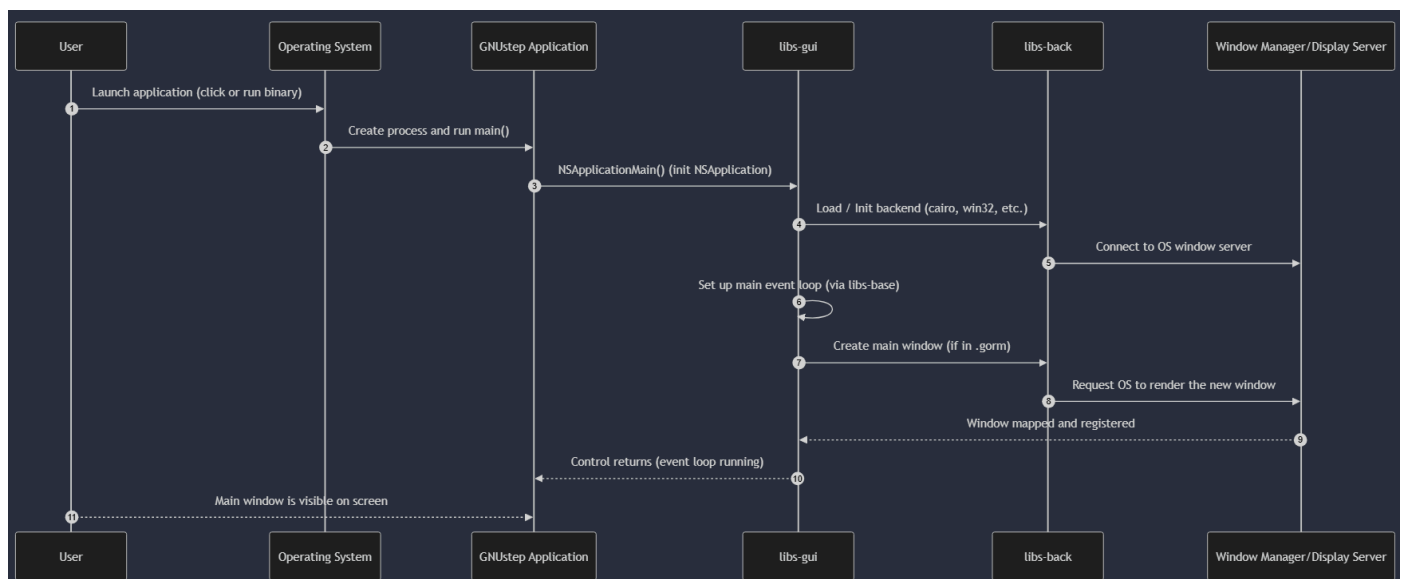 User
Operating System
GNUstep Application
libs-gui
libs-back
Window Manager/Display Server
Launch application (click or run binary)
1
Create process and run main()
2
NSApplicationMain() (init NSApplication)
3
Load / Init backend (cairo, win32, etc.)
4
Connect to OS window server
5
Set up main event loop (via libs-base)
6
Create main window (if in .gorm)
7
Request OS to render the new window
8
Window mapped and registered
9
Control returns (event loop running)
10
Main window is visible on screen
11
User
Operating System
GNUstep Application
libs-gui
libs-back
Window Manager/Display Server